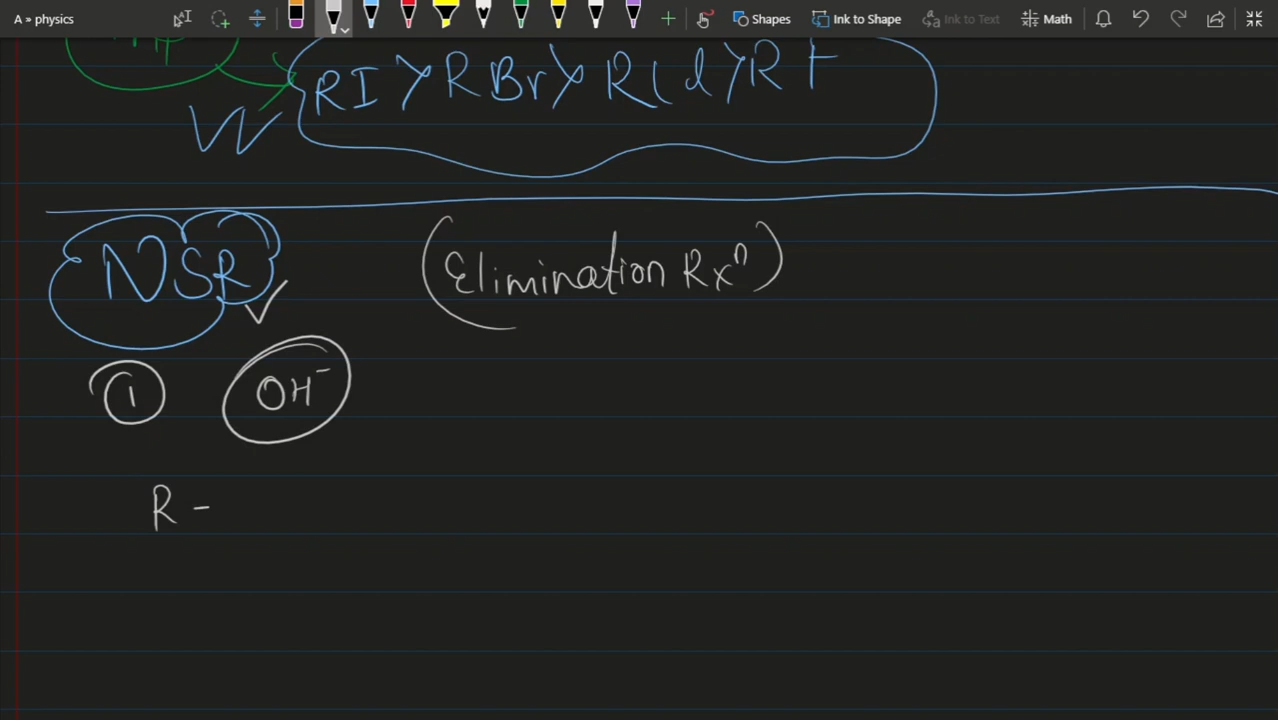 A » physics
Shapes
Ink to Shape
Ink to Text
Math
RI > RBr > RCl > RF
NSR (Elimination Rxⁿ)
① OH⁻
R -